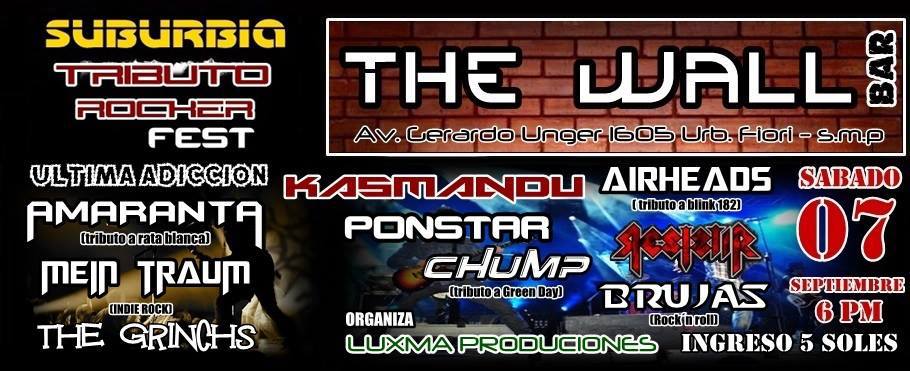 SUBURBIA
TRIBUTO
ROCKER
FEST
THE WALL BAR
Av. Gerardo Unger 1605 Urb. Fiori - s.m.p
ULTIMA ADICCION
AMARANTA
(tributo a rata blanca)
MEIN TRAUM
(INDIE ROCK)
THE GRINCHS
KASMANDU
PONSTAR
CHUMP
(tributo a Green Day)
ORGANIZA
LUXMA PRODUCIONES
AIRHEADS
( tributo a blink 182)
BRUJAS
(Rock´n roll)
SABADO
07
SEPTIEMBRE
6 PM
INGRESO 5 SOLES